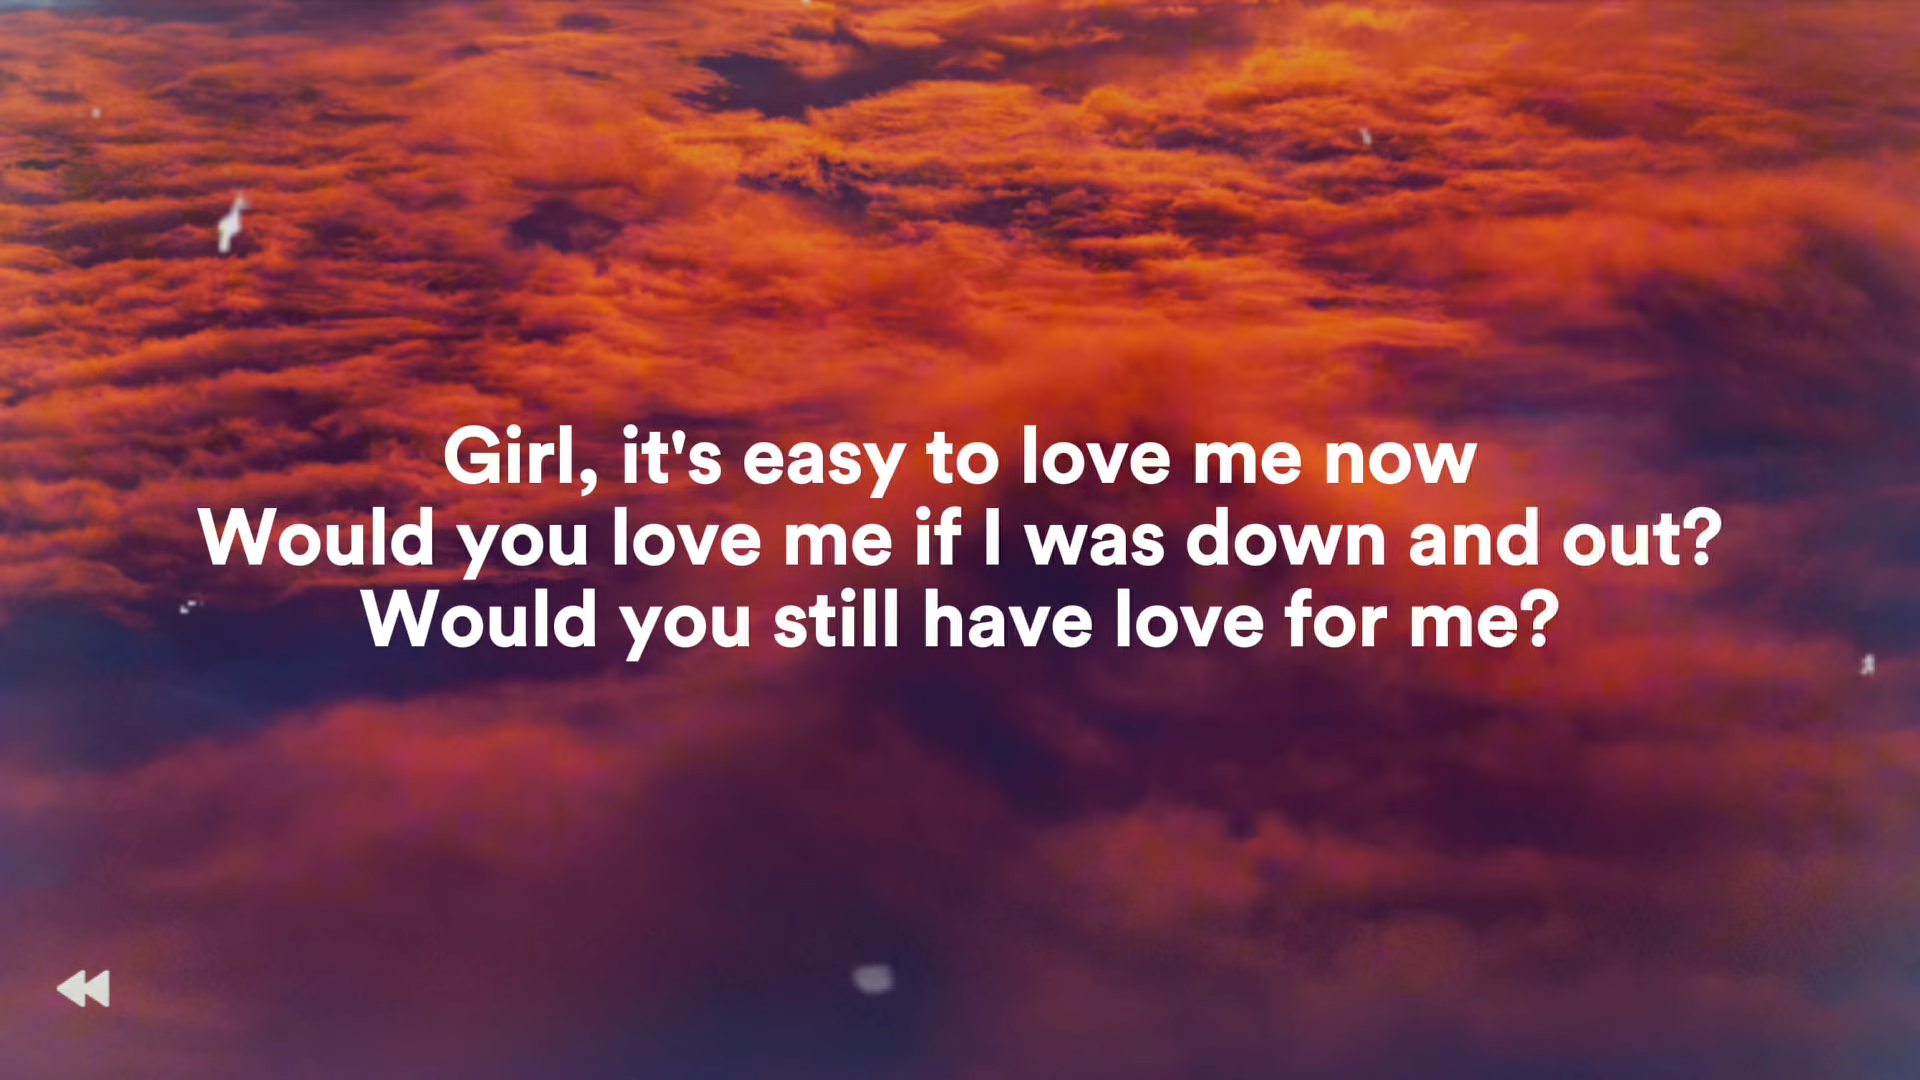 Girl, it's easy to love me now
Would you love me if I was down and out?
Would you still have love for me?